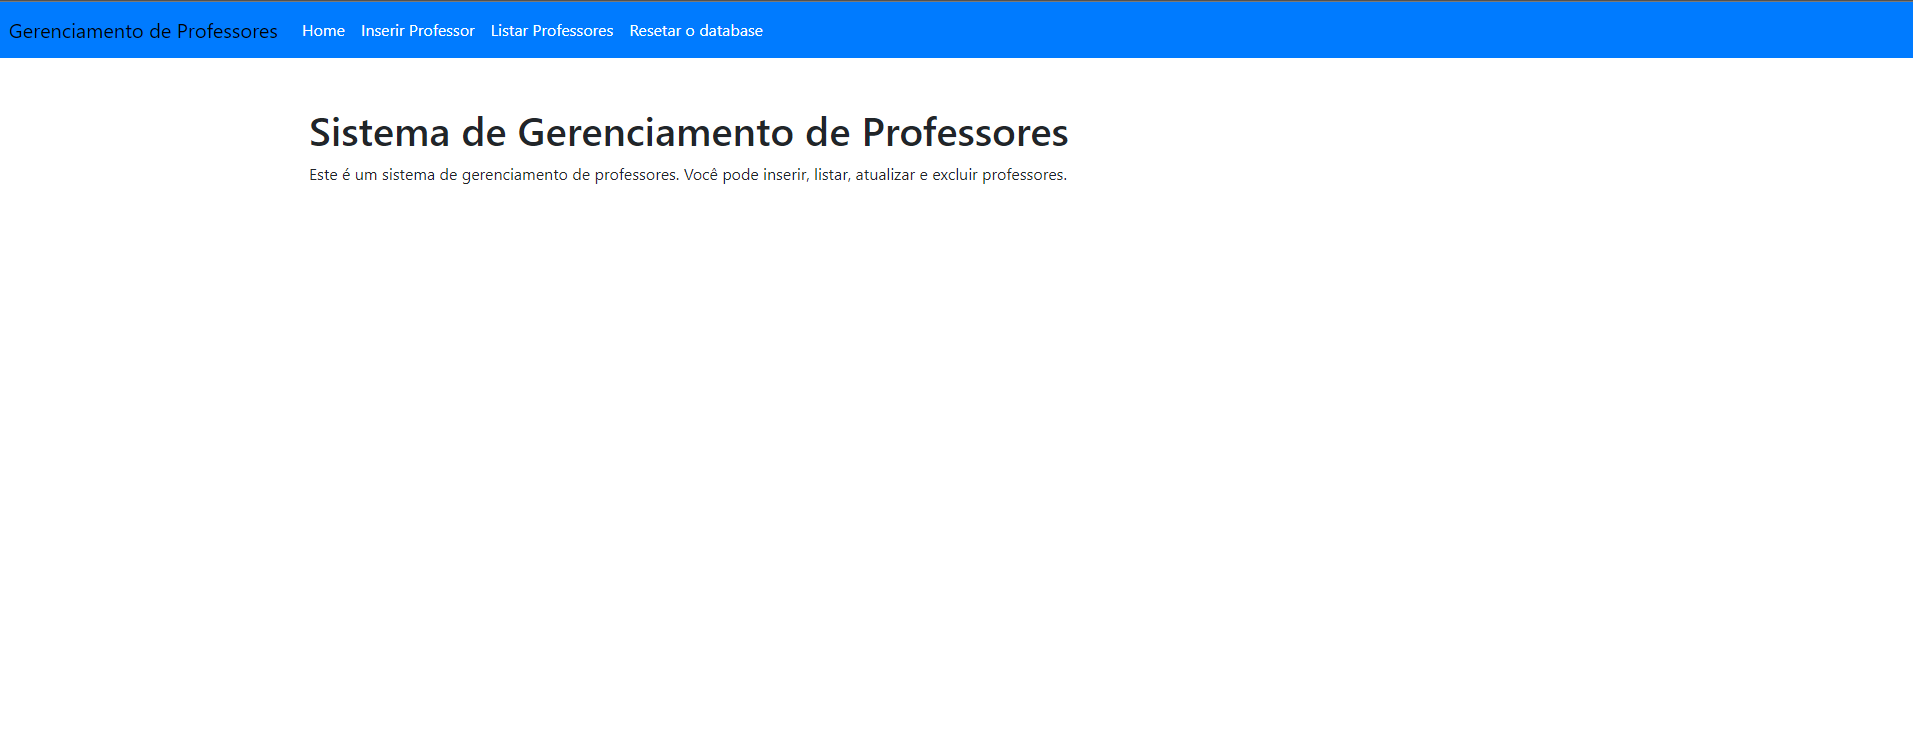 Gerenciamento de Professores Home Inserir Professor Listar Professores Resetar o database
Sistema de Gerenciamento de Professores
Este é um sistema de gerenciamento de professores. Você pode inserir, listar, atualizar e excluir professores.